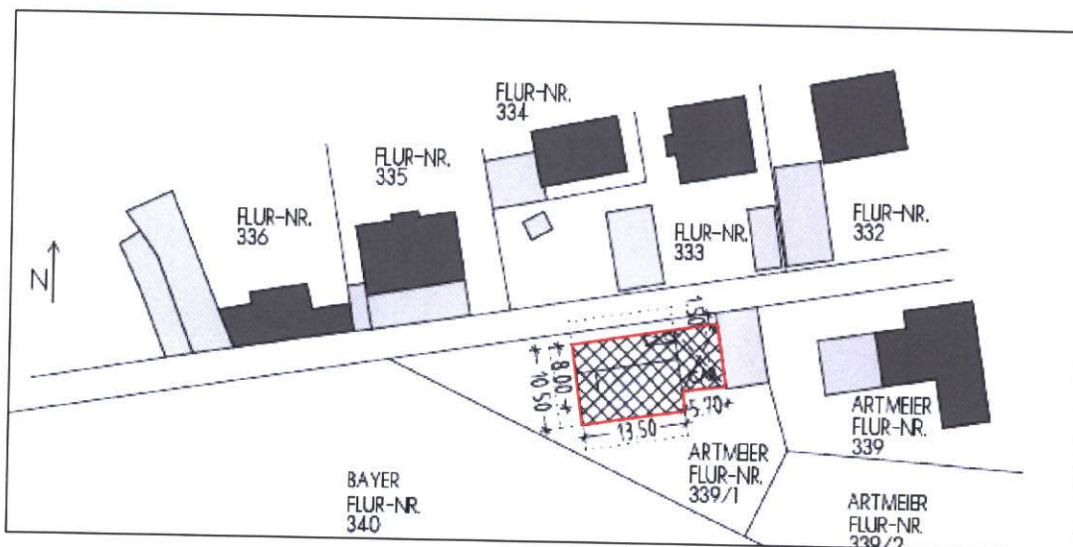 FLUR-NR.
334
FLUR-NR.
335
FLUR-NR.
336
FLUR-NR.
333
FLUR-NR.
332
N
1.50
8.00
10.50
13.50
5.70
ARTMEIER
FLUR-NR.
339
ARTMEIER
FLUR-NR.
339/1
BAYER
FLUR-NR.
340
ARTMEIER
FLUR-NR.
339/2